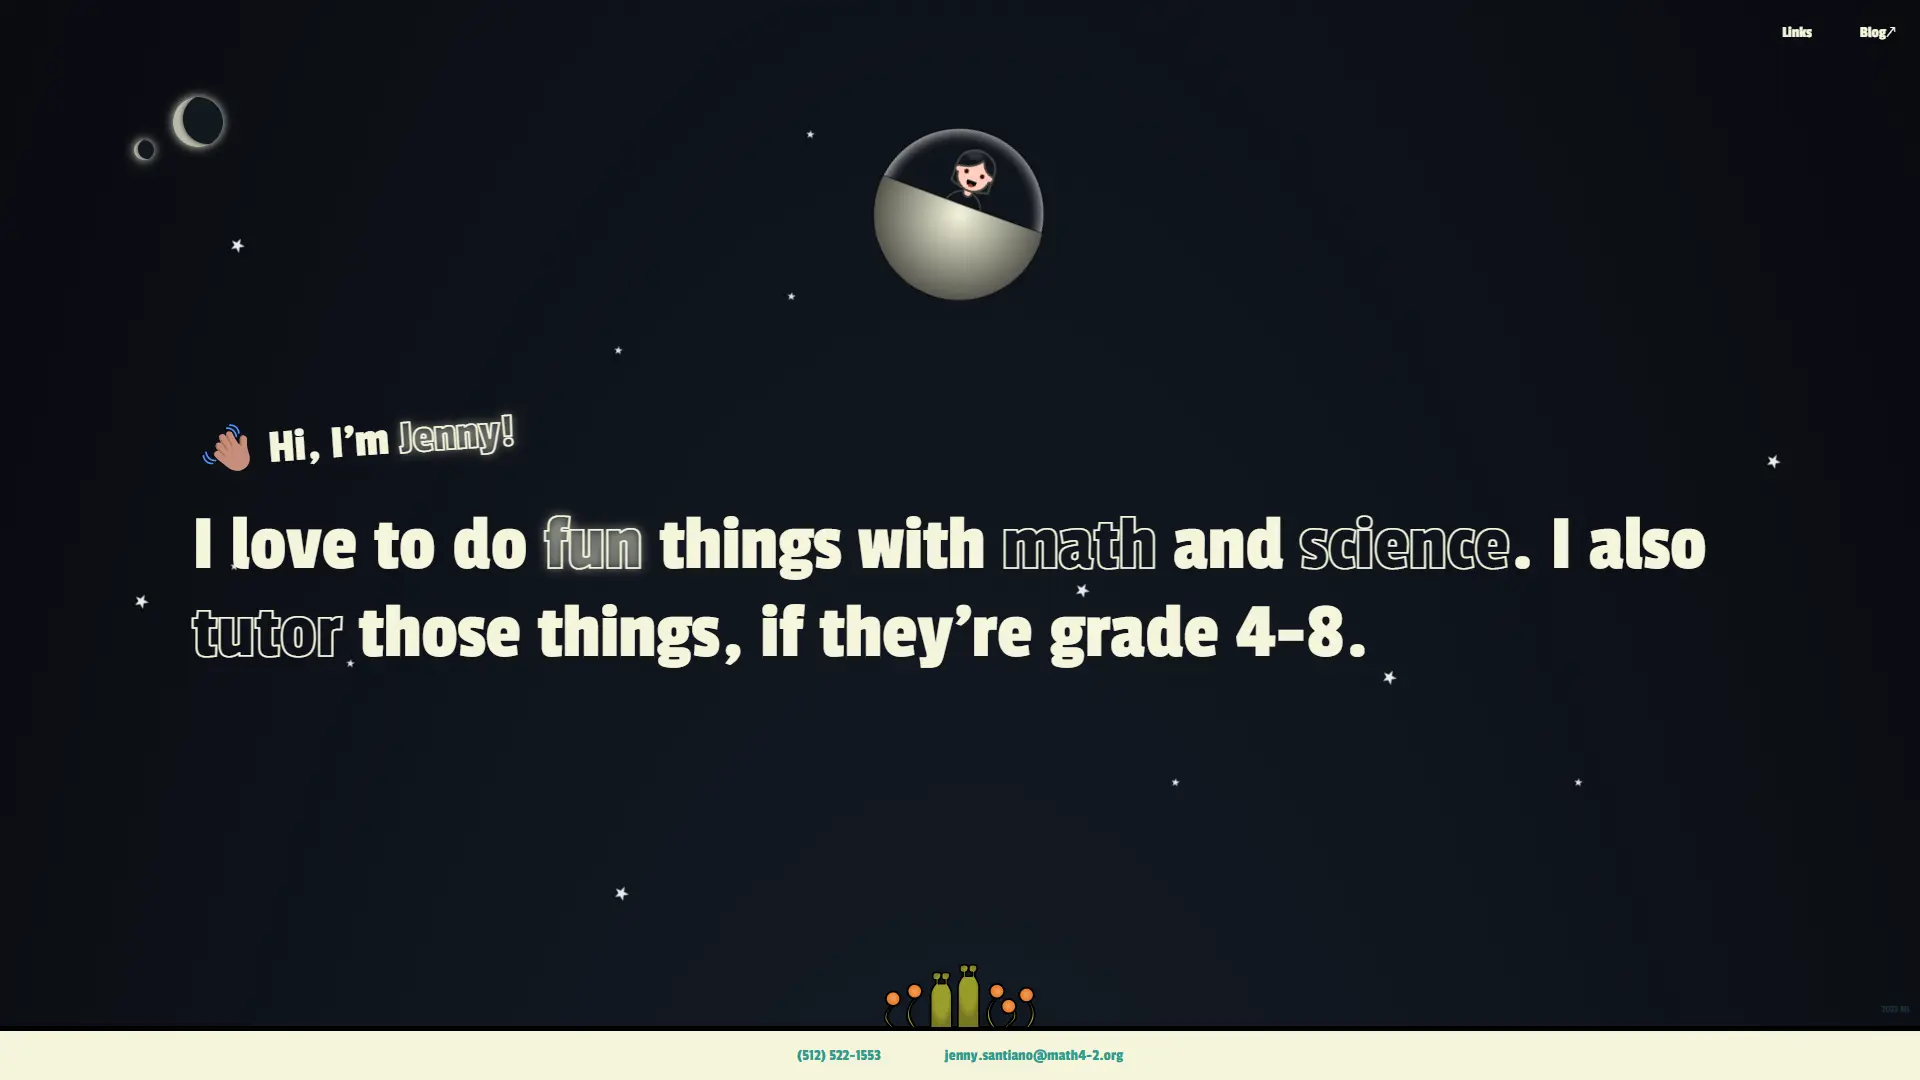 Links Blog↗
Hi, I’m Jenny!
I love to do fun things with math and science. I also
tutor those things, if they’re grade 4–8.
(512) 522-1553 jenny.santiano@math4-2.org